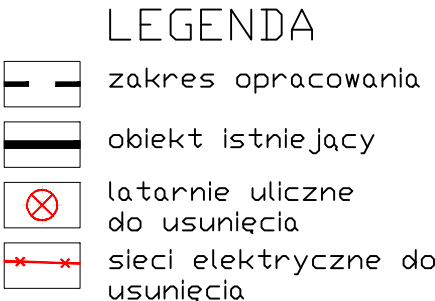 LEGENDA
zakres opracowania
obiekt istniejący
latarnie uliczne
do usunięcia
sieci elektryczne do
usunięcia